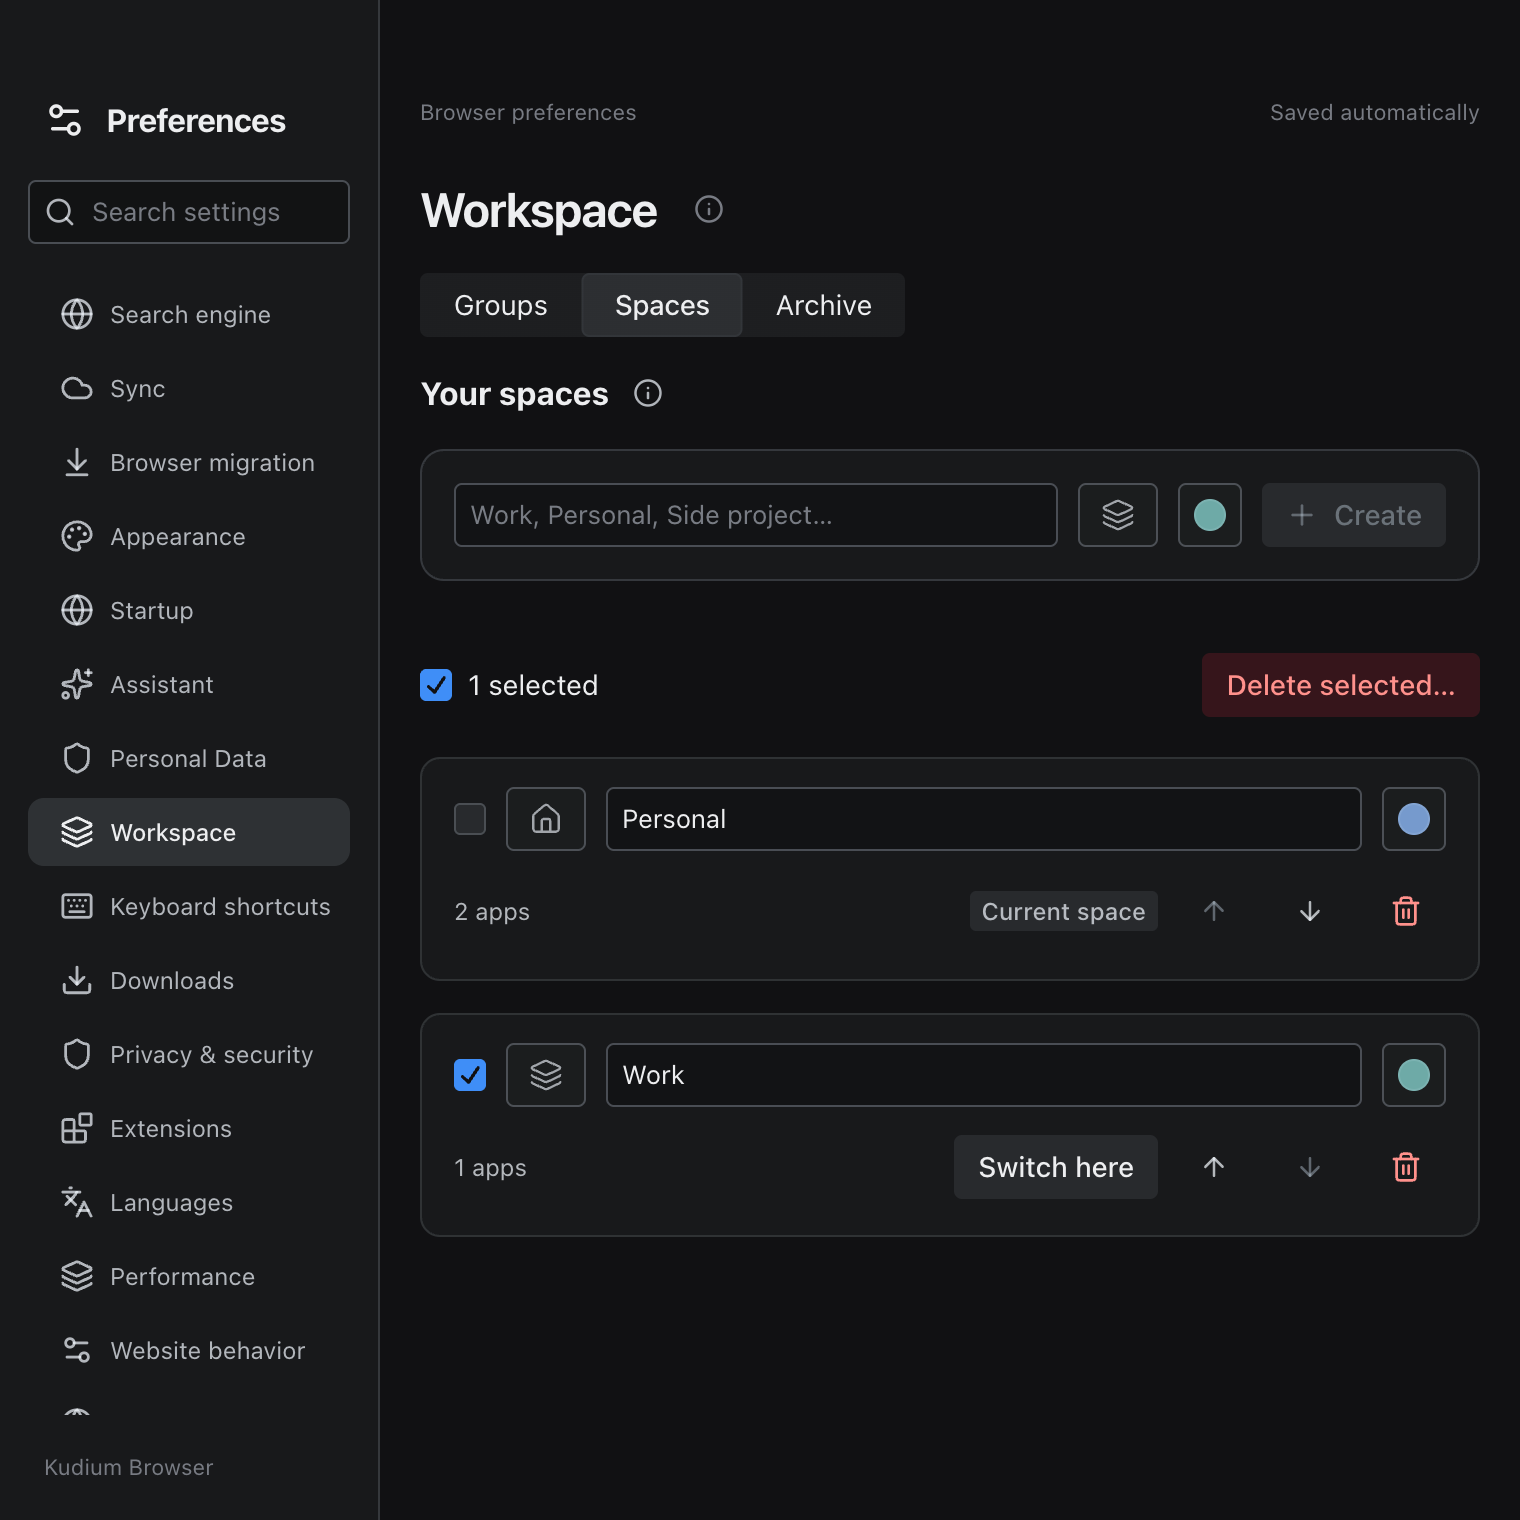 Preferences
Search settings
Search engine
Sync
Browser migration
Appearance
Startup
Assistant
Personal Data
Workspace
Keyboard shortcuts
Downloads
Privacy & security
Extensions
Languages
Performance
Website behavior
Kudium Browser
Browser preferences
Saved automatically
Workspace
Groups
Spaces
Archive
Your spaces
Work, Personal, Side project...
Create
1 selected
Delete selected...
Personal
2 apps
Current space
Work
1 apps
Switch here